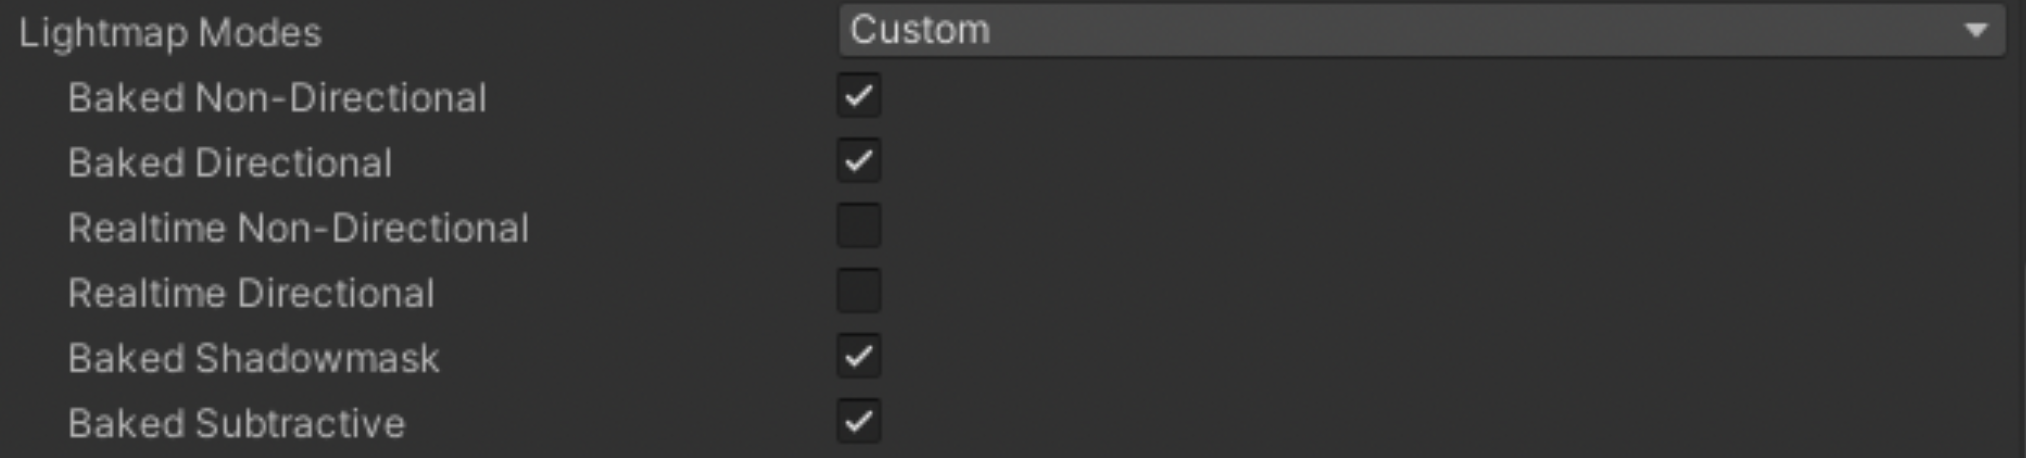 Lightmap Modes Custom
Baked Non-Directional
Baked Directional
Realtime Non-Directional
Realtime Directional
Baked Shadowmask
Baked Subtractive